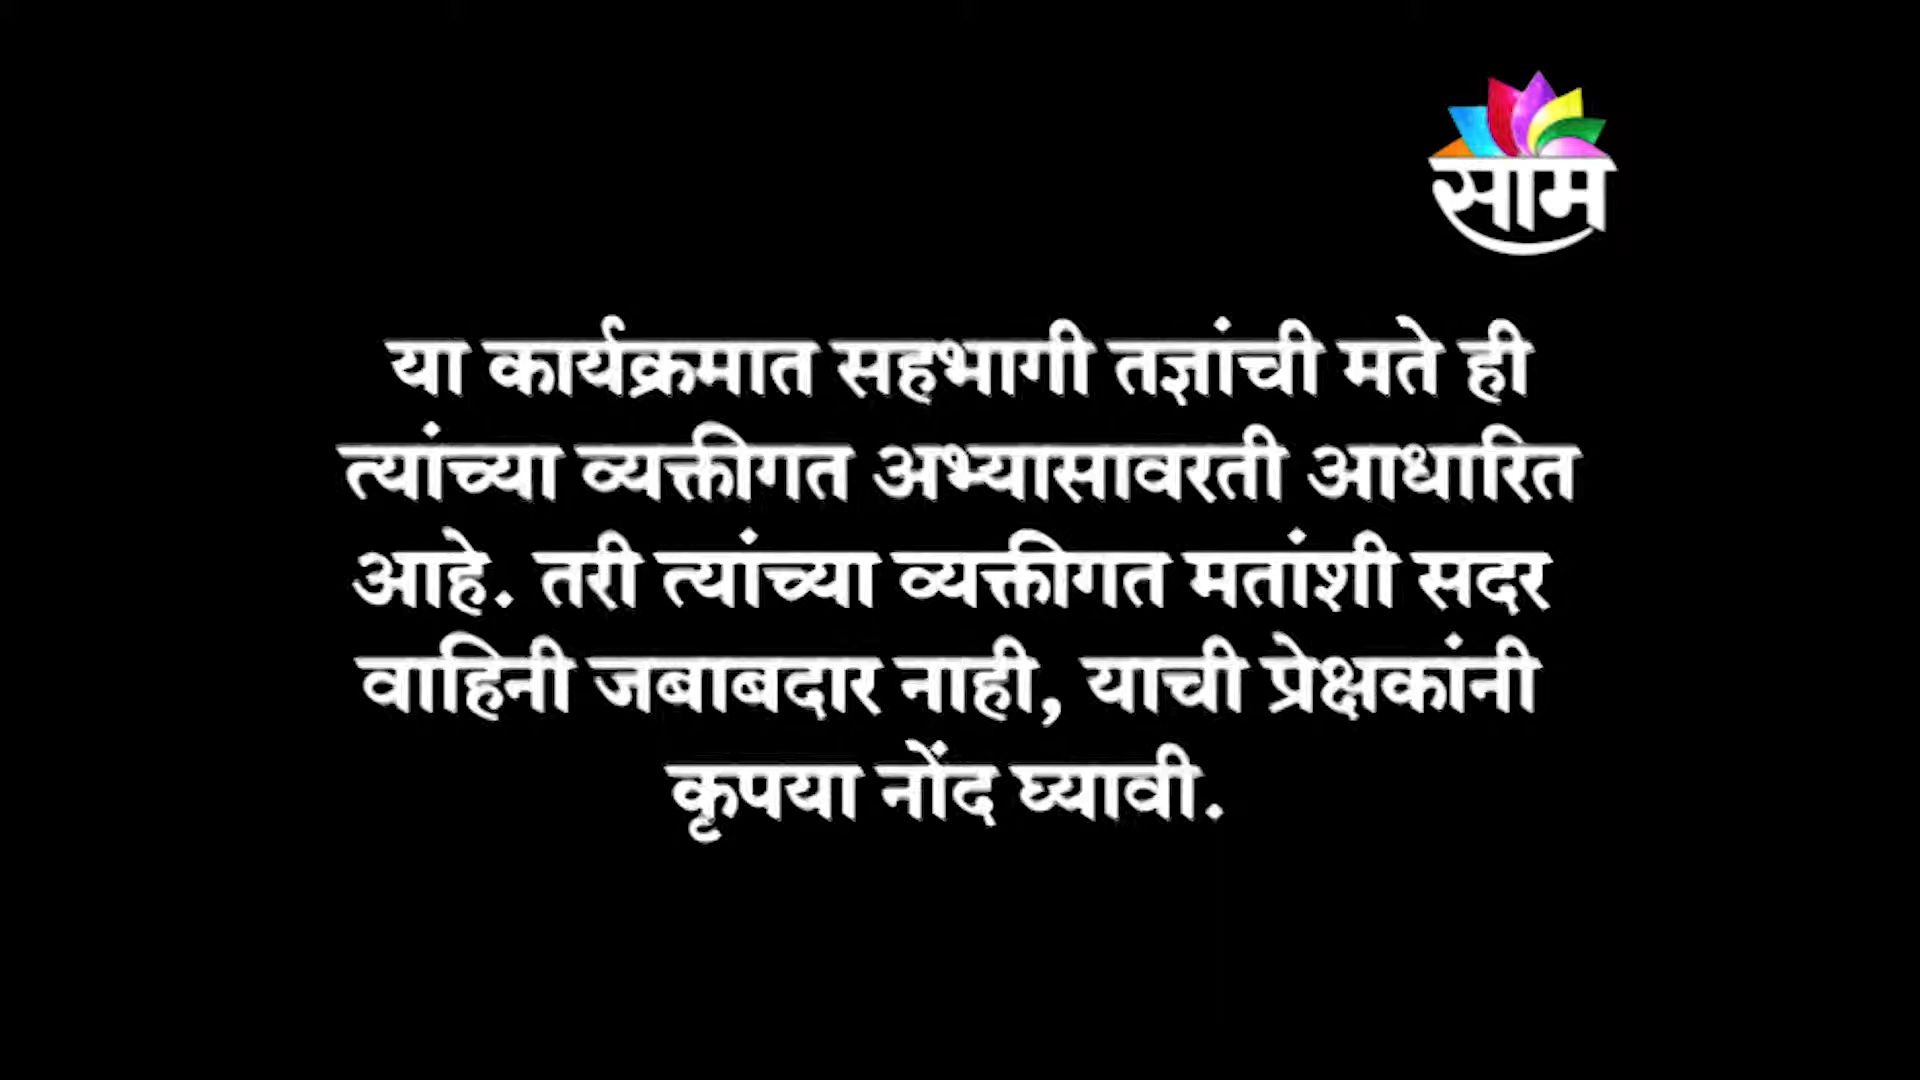 साम
या कार्यक्रमात सहभागी तज्ञांची मते ही
त्यांच्या व्यक्तीगत अभ्यासावरती आधारित
आहे. तरी त्यांच्या व्यक्तीगत मतांशी सदर
वाहिनी जबाबदार नाही, याची प्रेक्षकांनी
कृपया नोंद घ्यावी.